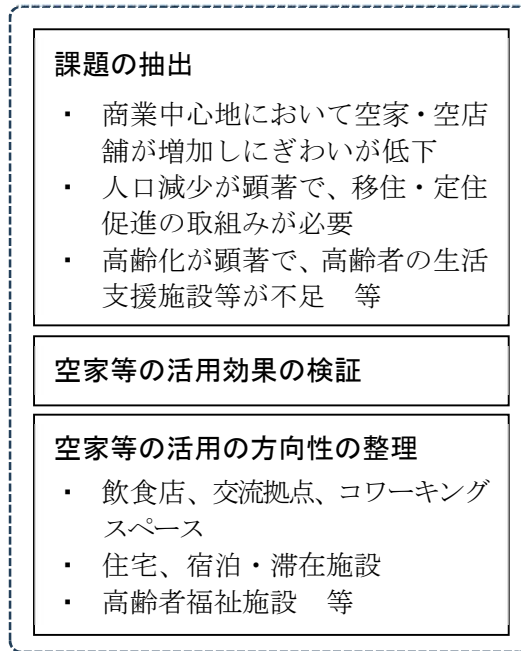 課題の抽出
・ 商業中心地において空家・空店
舗が増加しにぎわいが低下
・ 人口減少が顕著で、移住・定住
促進の取組みが必要
・ 高齢化が顕著で、高齢者の生活
支援施設等が不足　等
空家等の活用効果の検証
空家等の活用の方向性の整理
・ 飲食店、交流拠点、コワーキング
スペース
・ 住宅、宿泊・滞在施設
・ 高齢者福祉施設　等